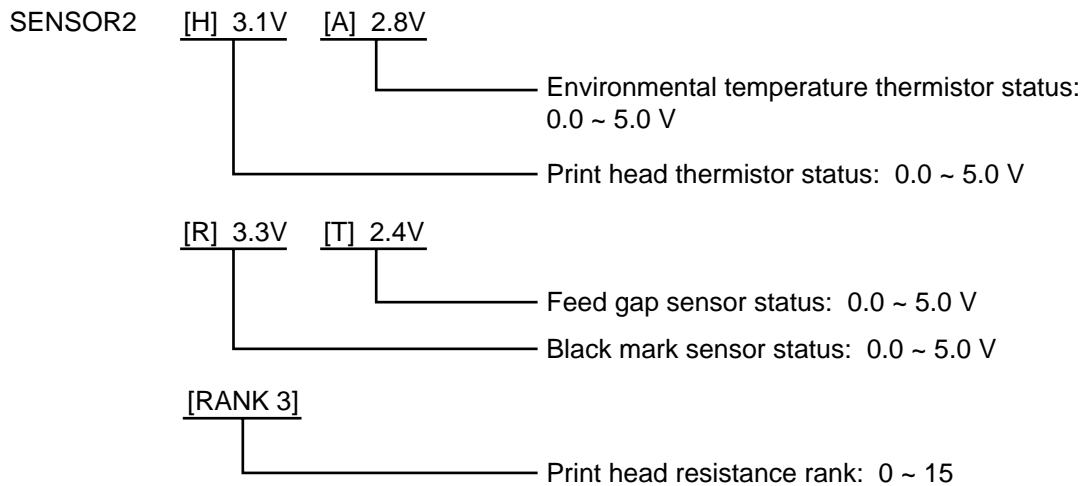 SENSOR2 [H] 3.1V [A] 2.8V
Environmental temperature thermistor status:
0.0 ~ 5.0 V
Print head thermistor status: 0.0 ~ 5.0 V
[R] 3.3V [T] 2.4V
Feed gap sensor status: 0.0 ~ 5.0 V
Black mark sensor status: 0.0 ~ 5.0 V
[RANK 3]
Print head resistance rank: 0 ~ 15